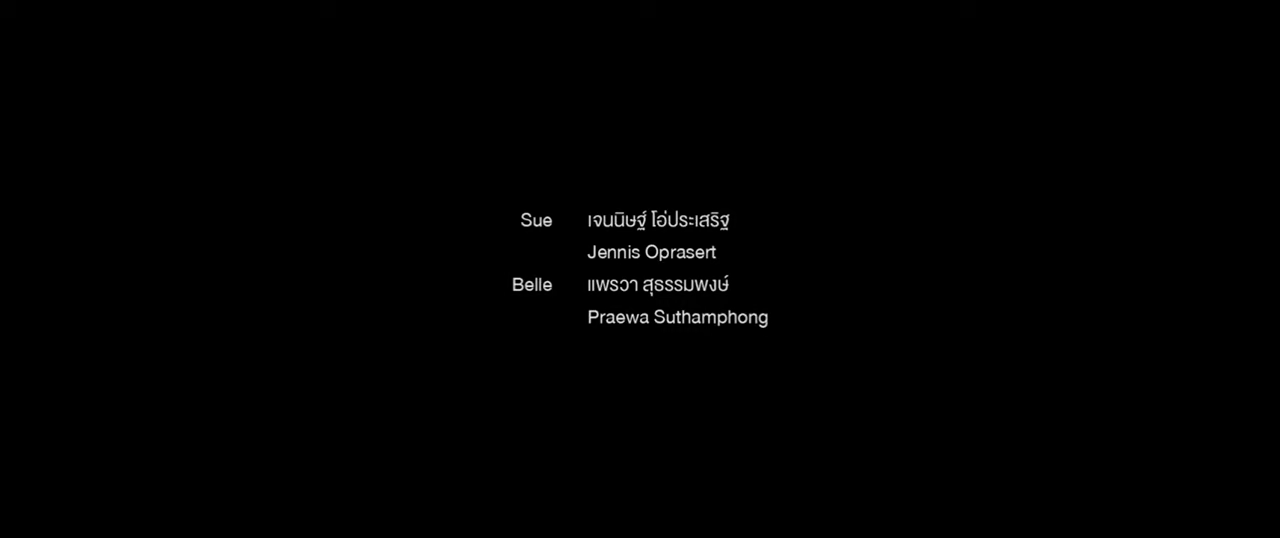 Sue เจนนิษฐ์ โอ่ประเสริฐ
Jennis Oprasert
Belle แพรวา สุธรรมพงษ์
Praewa Suthamphong